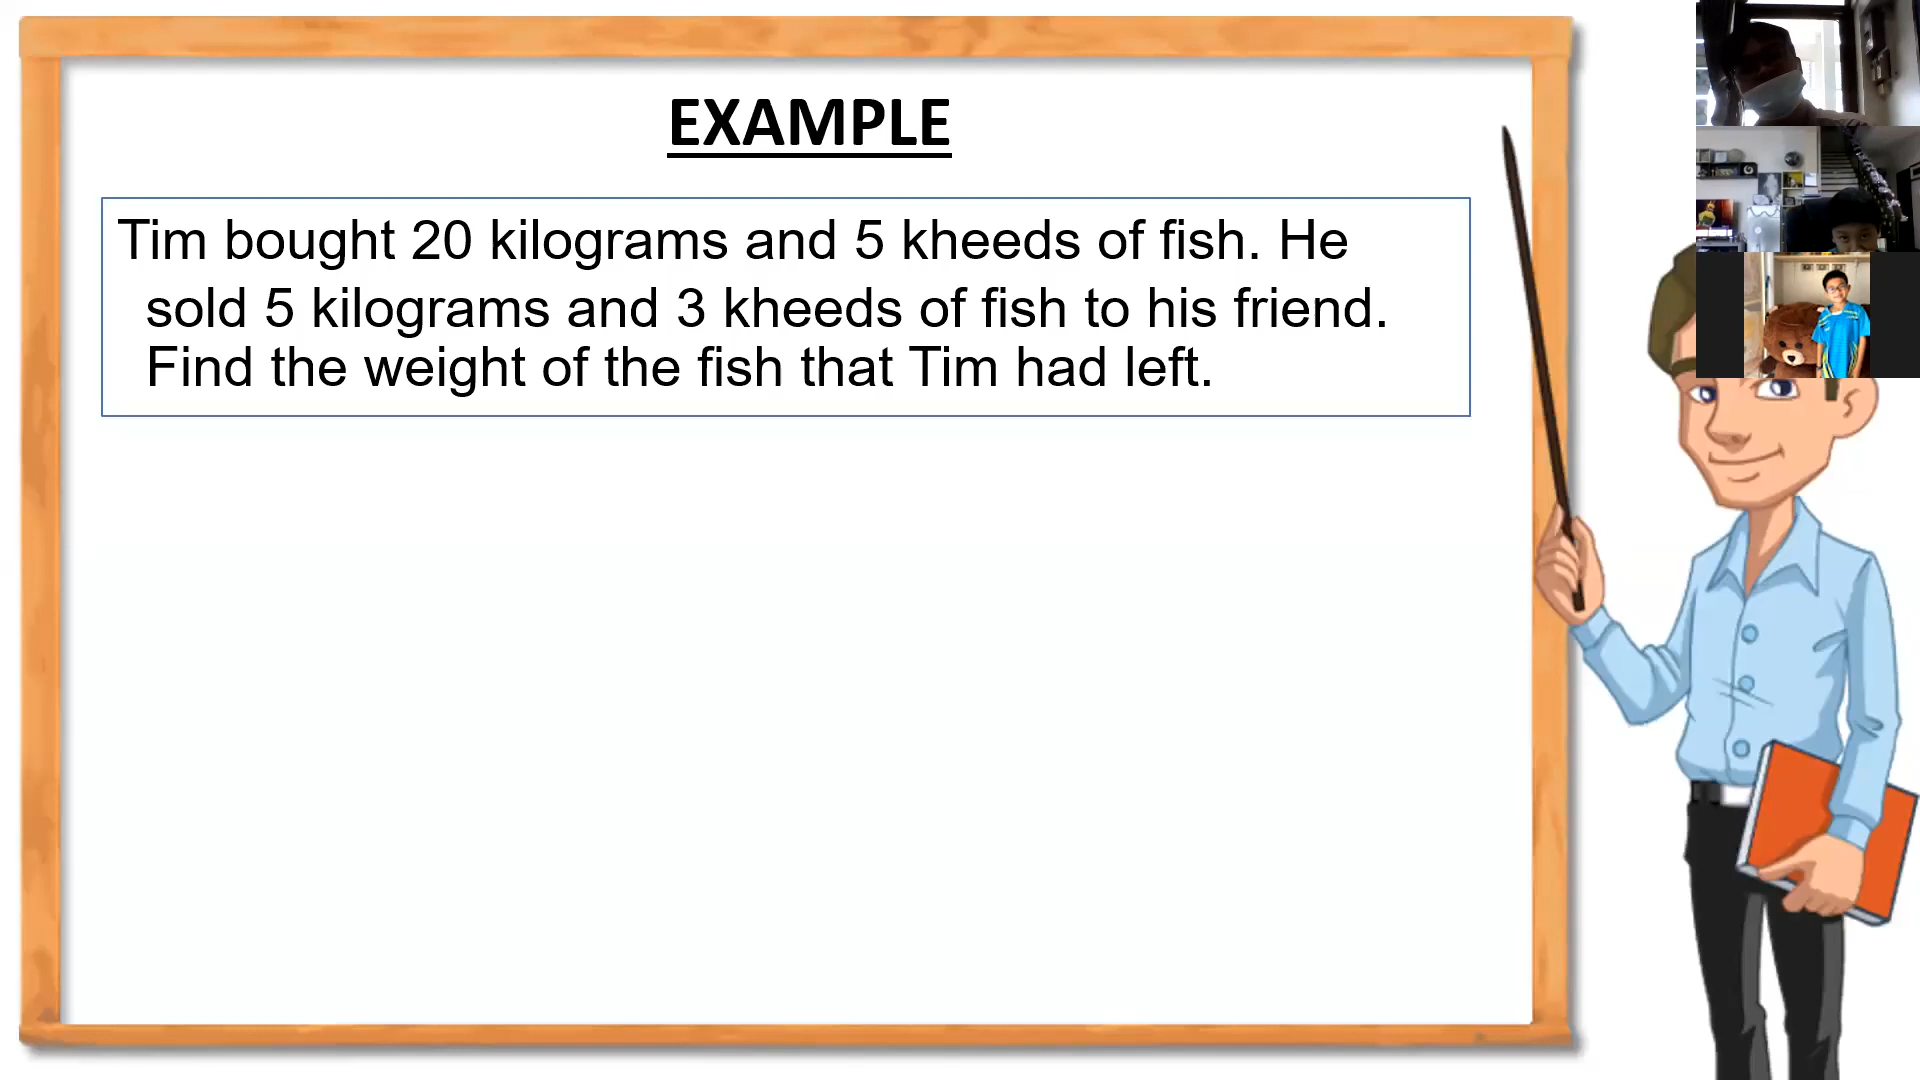 EXAMPLE
Tim bought 20 kilograms and 5 kheeds of fish. He
sold 5 kilograms and 3 kheeds of fish to his friend.
Find the weight of the fish that Tim had left.